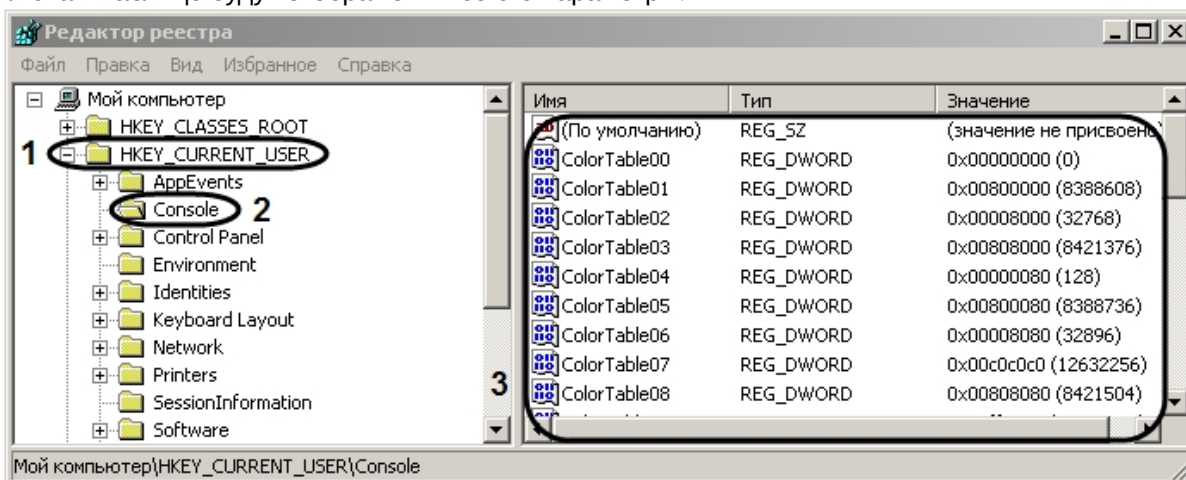 Редактор реестра
Файл Правка Вид Избранное Справка
Мой компьютер
HKEY_CLASSES_ROOT
1 HKEY_CURRENT_USER
AppEvents
Console 2
Control Panel
Environment
Identities
Keyboard Layout
Network
Printers
SessionInformation
Software
3
Имя Тип Значение
(По умолчанию) REG_SZ (значение не присвоено)
ColorTable00 REG_DWORD 0x00000000 (0)
ColorTable01 REG_DWORD 0x00800000 (8388608)
ColorTable02 REG_DWORD 0x00008000 (32768)
ColorTable03 REG_DWORD 0x00808000 (8421376)
ColorTable04 REG_DWORD 0x00000080 (128)
ColorTable05 REG_DWORD 0x00800080 (8388736)
ColorTable06 REG_DWORD 0x00008080 (32896)
ColorTable07 REG_DWORD 0x00c0c0c0 (12632256)
ColorTable08 REG_DWORD 0x00808080 (8421504)
Мой компьютер\HKEY_CURRENT_USER\Console